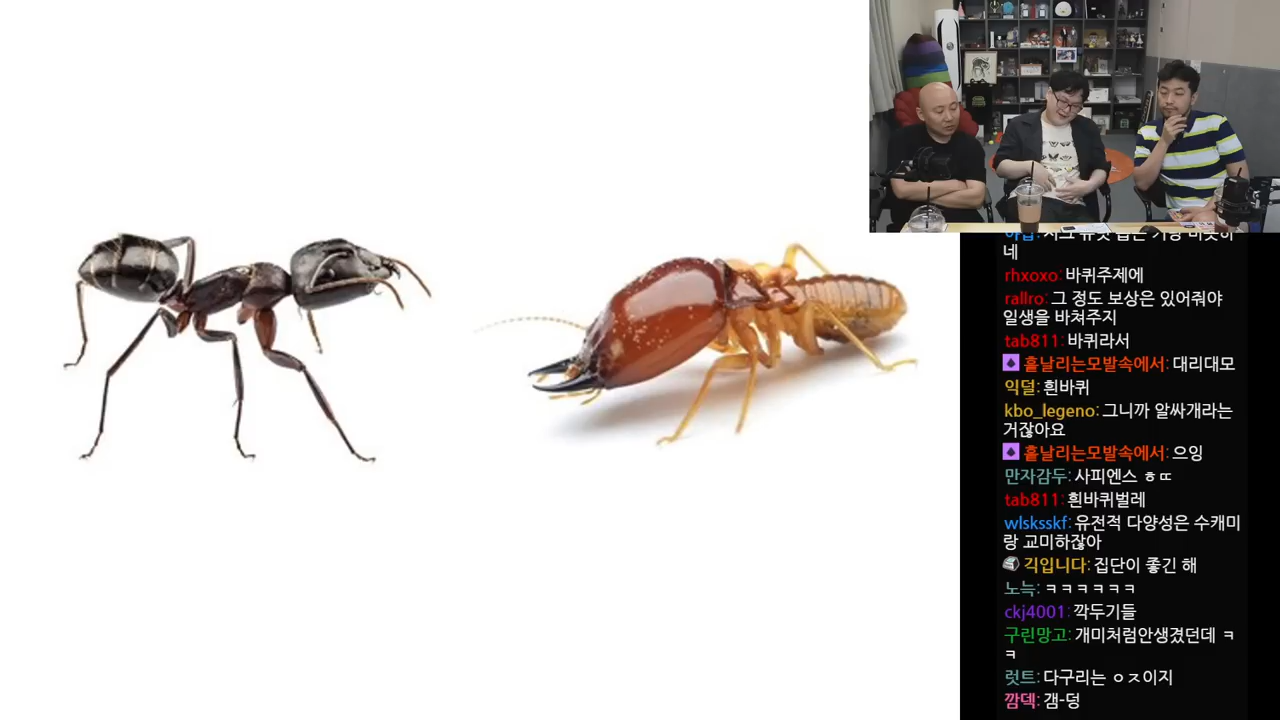 네
rhxoxo: 바퀴주제에
rallro: 그 정도 보상은 있어줘야
일생을 바쳐주지
tab811: 바퀴라서
흩날리는모발속에서: 대리대모
익덜: 흰바퀴
kbo_legeno: 그니까 알싸개라는
거잖아요
흩날리는모발속에서: 으잉
만자감두: 사피엔스 ㅎㄸ
tab811: 흰바퀴벌레
wlsksskf: 유전적 다양성은 수캐미
랑 교미하잖아
긱입니다: 집단이 좋긴 해
노늑: ㅋㅋㅋㅋㅋㅋ
ckj4001: 깍두기들
구린망고: 개미처럼안생겼던데 ㅋ
ㅋ
럿트: 다구리는 ㅇㅈ이지
깜덱: 갬-덩